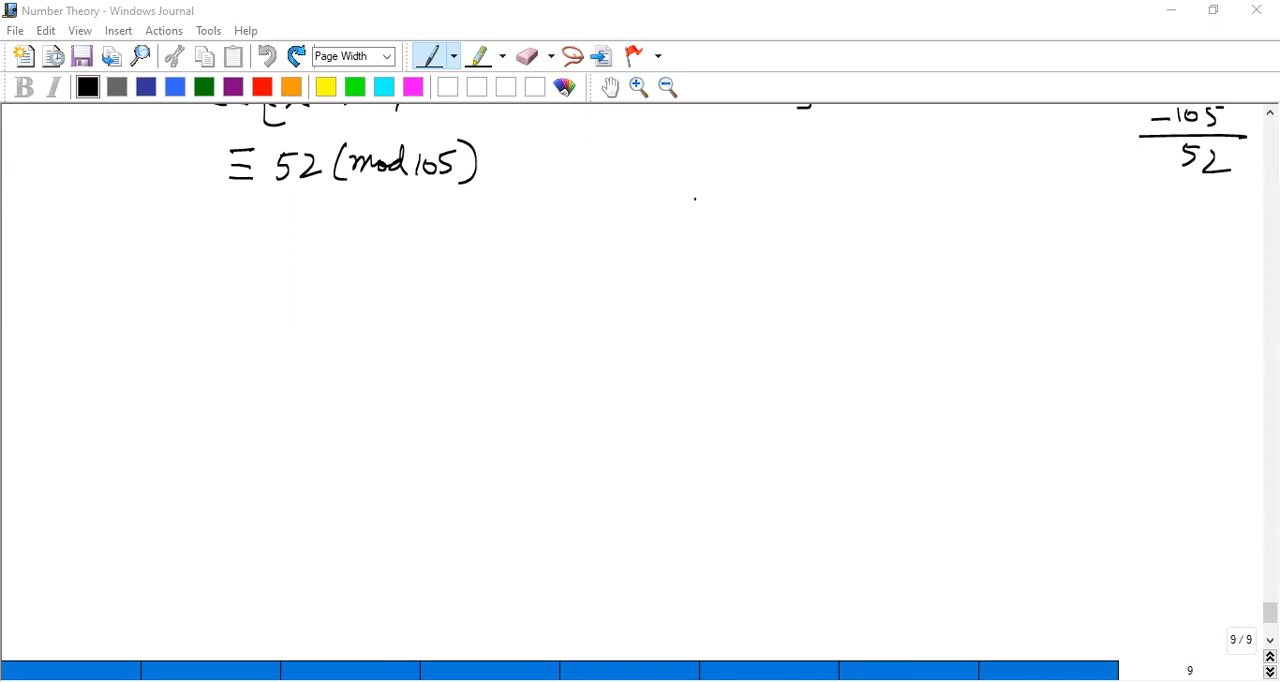 Number Theory - Windows Journal
File Edit View Insert Actions Tools Help
Page Width
B I
-105
52
≡ 52 (mod 105)
9 / 9
9